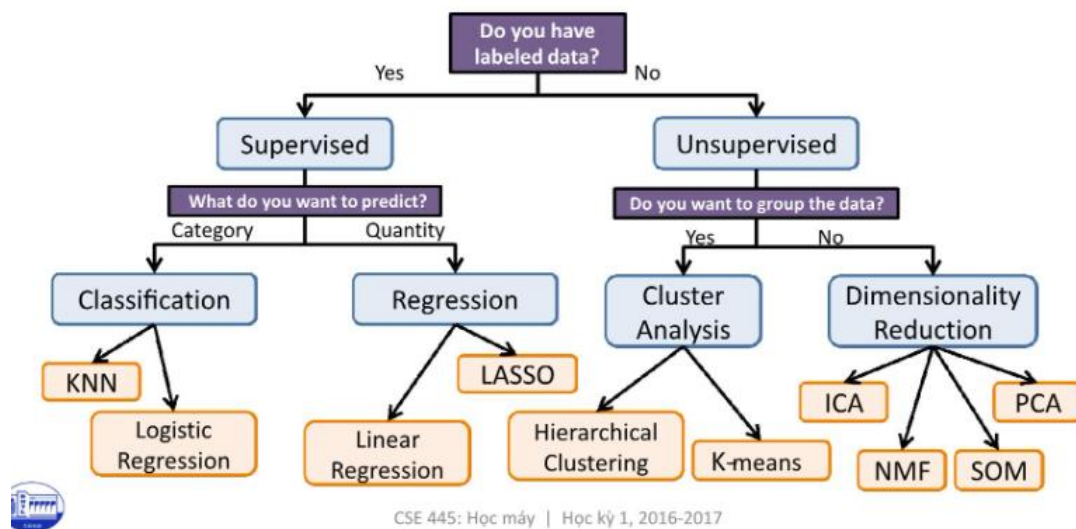 Do you have
labeled data?
Yes
No
Supervised
Unsupervised
What do you want to predict?
Do you want to group the data?
Category
Quantity
Yes
No
Classification
Regression
Cluster
Analysis
Dimensionality
Reduction
KNN
LASSO
ICA
PCA
Logistic
Regression
Linear
Regression
Hierarchical
Clustering
K-means
NMF
SOM
CSE 445: Học máy | Học kỳ 1, 2016-2017